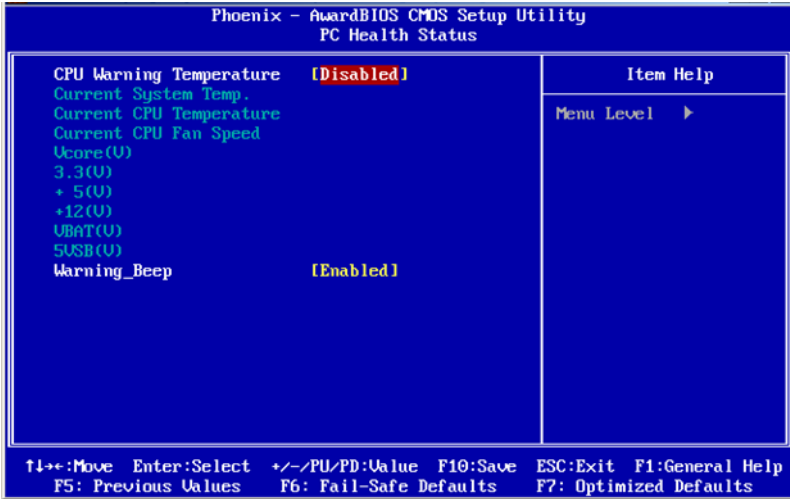 Phoenix - AwardBIOS CMOS Setup Utility
PC Health Status
CPU Warning Temperature [Disabled]
Current System Temp.
Current CPU Temperature
Current CPU Fan Speed
Vcore(V)
3.3(V)
+ 5(V)
+12(V)
VBAT(V)
5VSB(V)
Warning_Beep [Enabled]
Item Help
Menu Level ▶
↑↓→←:Move Enter:Select +/-/PU/PD:Value F10:Save ESC:Exit F1:General Help
F5: Previous Values F6: Fail-Safe Defaults F7: Optimized Defaults